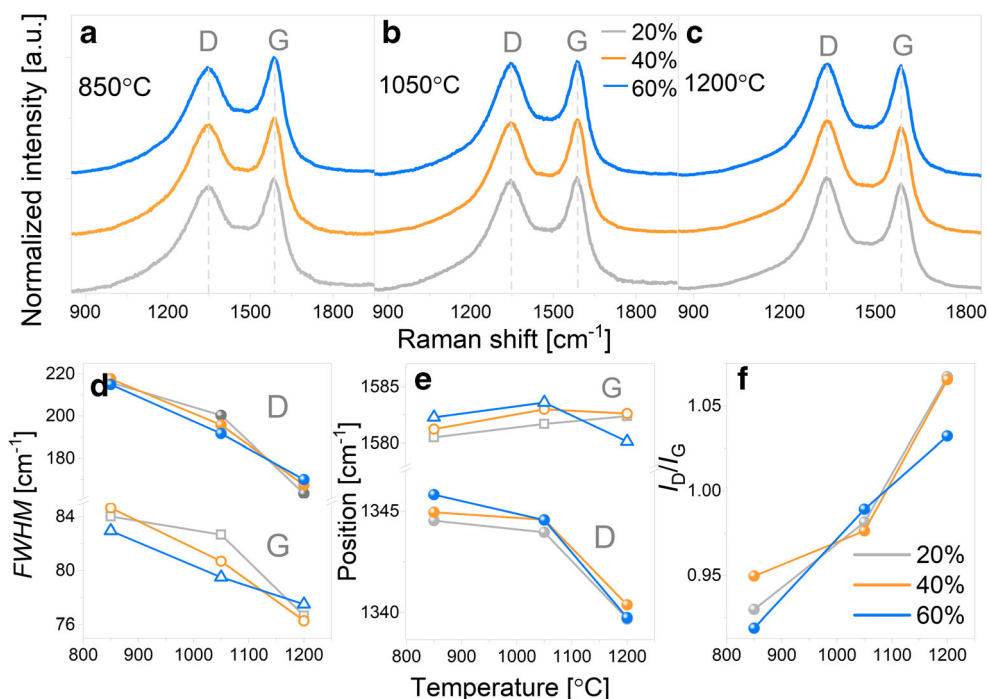 a
D
G
850°C
b
D
G
1050°C
20%
40%
60%
c
D
G
1200°C
Normalized intensity [a.u.]
900 1200 1500 1800
900 1200 1500 1800
900 1200 1500 1800
Raman shift [cm-1]
d
D
G
FWHM [cm-1]
220
200
180
84
80
76
800 900 1000 1100 1200
e
G
D
Position [cm-1]
1585
1580
1345
1340
800 900 1000 1100 1200
Temperature [°C]
f
ID/IG
1.05
1.00
0.95
20%
40%
60%
800 900 1000 1100 1200